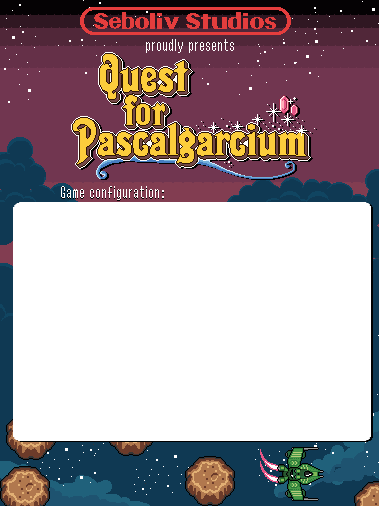 Seboliv Studios
proudly presents
Quest
for
Pascalgarcium
Game configuration: